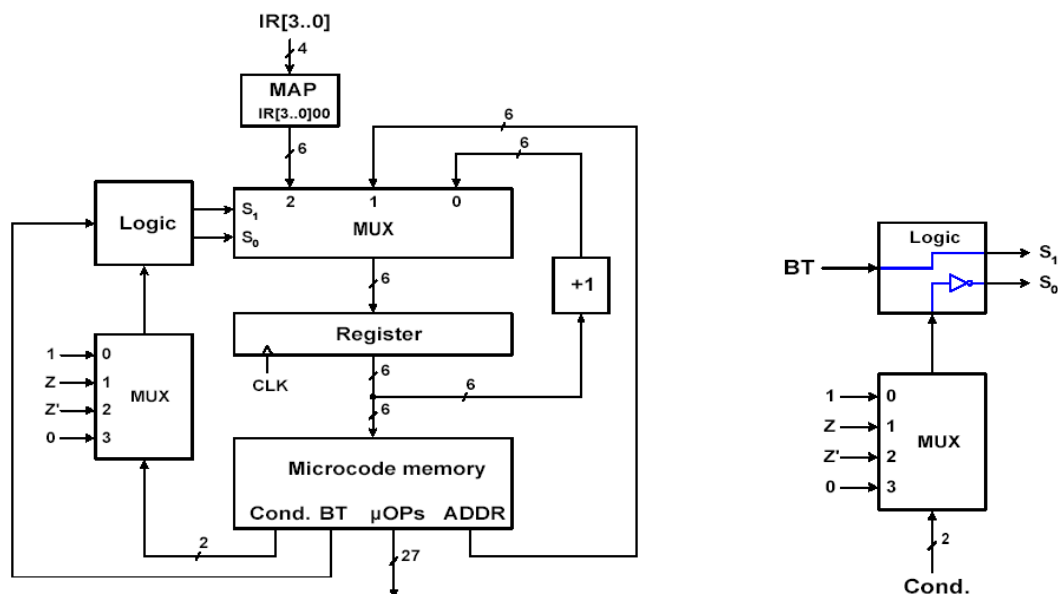 IR[3..0]
4
MAP
IR[3..0]00
6
6
6
2 1 0
Logic
S1
S0
MUX
6
+1
Register
CLK
6
6
6
1 0
Z 1
Z' 2
0 3
MUX
Microcode memory
Cond. BT µOPs ADDR
2
27
Logic
BT
S1
S0
1 0
Z 1
Z' 2
0 3
MUX
2
Cond.